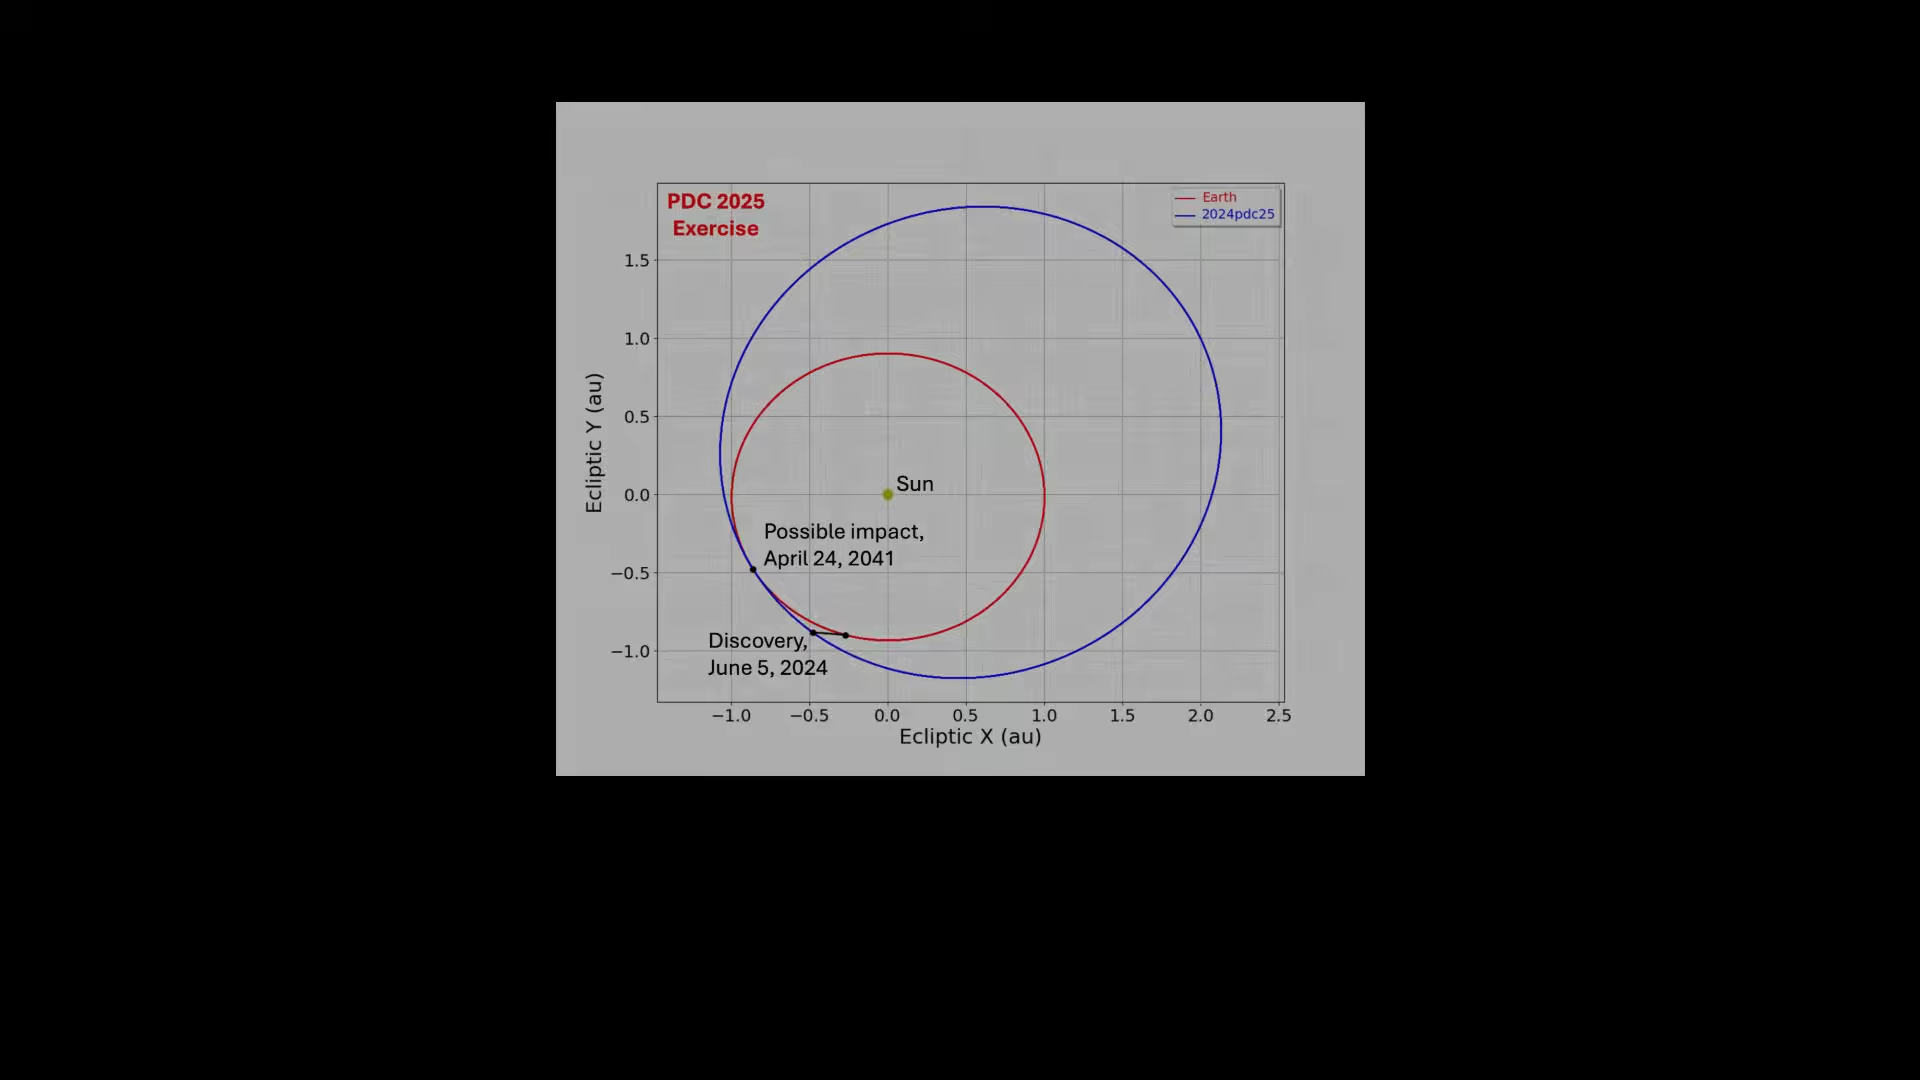 PDC 2025
Exercise
Earth
2024pdc25
Ecliptic Y (au)
1.5
1.0
0.5
0.0
−0.5
−1.0
Sun
Possible impact,
April 24, 2041
Discovery,
June 5, 2024
−1.0 −0.5 0.0 0.5 1.0 1.5 2.0 2.5
Ecliptic X (au)